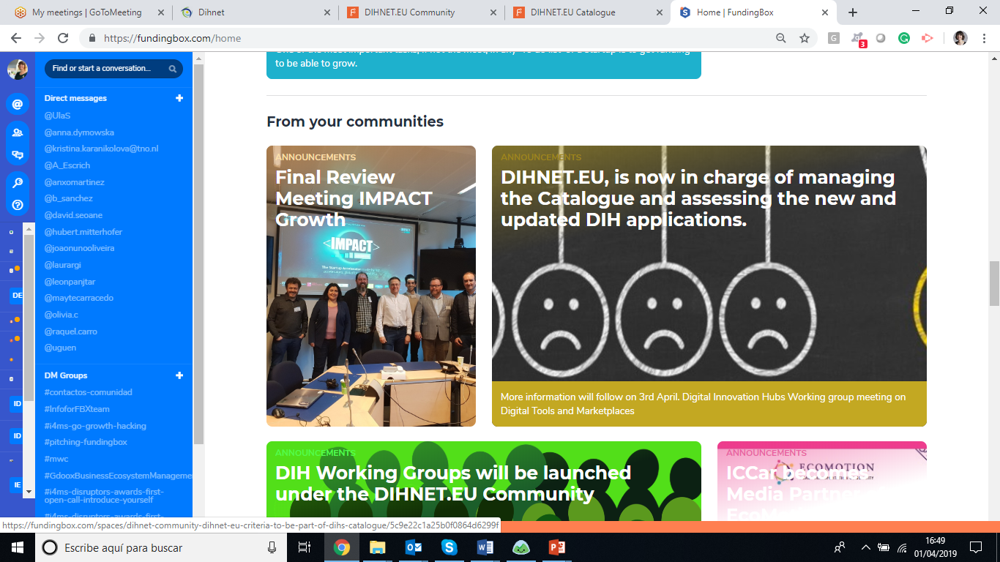 My meetings | GoToMeeting
Dihnet
DIHNET.EU Community
DIHNET.EU Catalogue
Home | FundingBox
https://fundingbox.com/home
3
Find or start a conversation...
Direct messages
@UlaS
@anna.dymowska
@kristina.karanikolova@tno.nl
@A_Escrich
@anxomartinez
@b_sanchez
@david.seoane
@hubert.mitterhofer
@joaonunooliveira
@laurargi
@leonpanjtar
@maytecarracedo
@olivia.c
@raquel.carro
@uguen
DM Groups
#contactos-comunidad
#InfoforFBXteam
#i4ms-go-growth-hacking
#pitching-fundingbox
#mwc
#GdooxBusinessEcosystemManageme
#i4ms-disruptors-awards-first-
open-call-introduce-yourself
#i4ms-disruptors-awards-first-
DE
ID
ID
IE
to be able to grow.
From your communities
ANNOUNCEMENTS
Final Review
Meeting IMPACT
Growth
<IMPACT>
ANNOUNCEMENTS
DIHNET.EU, is now in charge of managing
the Catalogue and assessing the new and
updated DIH applications.
More information will follow on 3rd April. Digital Innovation Hubs Working group meeting on
Digital Tools and Marketplaces
ANNOUNCEMENTS
DIH Working Groups will be launched
under the DIHNET.EU Community
ANNOUNCEMENTS
ECOMOTION
ICCar becomes
Media Partner
https://fundingbox.com/spaces/dihnet-community-dihnet-eu-criteria-to-be-part-of-dihs-catalogue/5c9e22c1a25b0f0864d6299f
Escribe aquí para buscar
16:49
01/04/2019